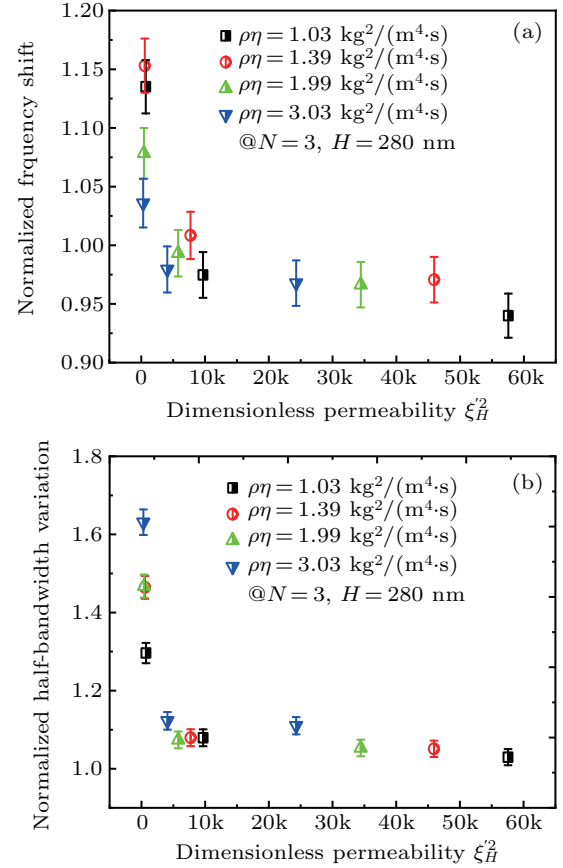 (a)
ρη = 1.03 kg²/(m⁴·s)
ρη = 1.39 kg²/(m⁴·s)
ρη = 1.99 kg²/(m⁴·s)
ρη = 3.03 kg²/(m⁴·s)
@N = 3, H = 280 nm
Normalized frquency shift
1.15
1.10
1.05
1.00
0.95
0.90
0 10k 20k 30k 40k 50k 60k
Dimensionless permeability ξ′²_H
(b)
ρη = 1.03 kg²/(m⁴·s)
ρη = 1.39 kg²/(m⁴·s)
ρη = 1.99 kg²/(m⁴·s)
ρη = 3.03 kg²/(m⁴·s)
@N = 3, H = 280 nm
Normalized half-bandwidth variation
1.8
1.6
1.4
1.2
1.0
0 10k 20k 30k 40k 50k 60k
Dimensionless permeability ξ′²_H